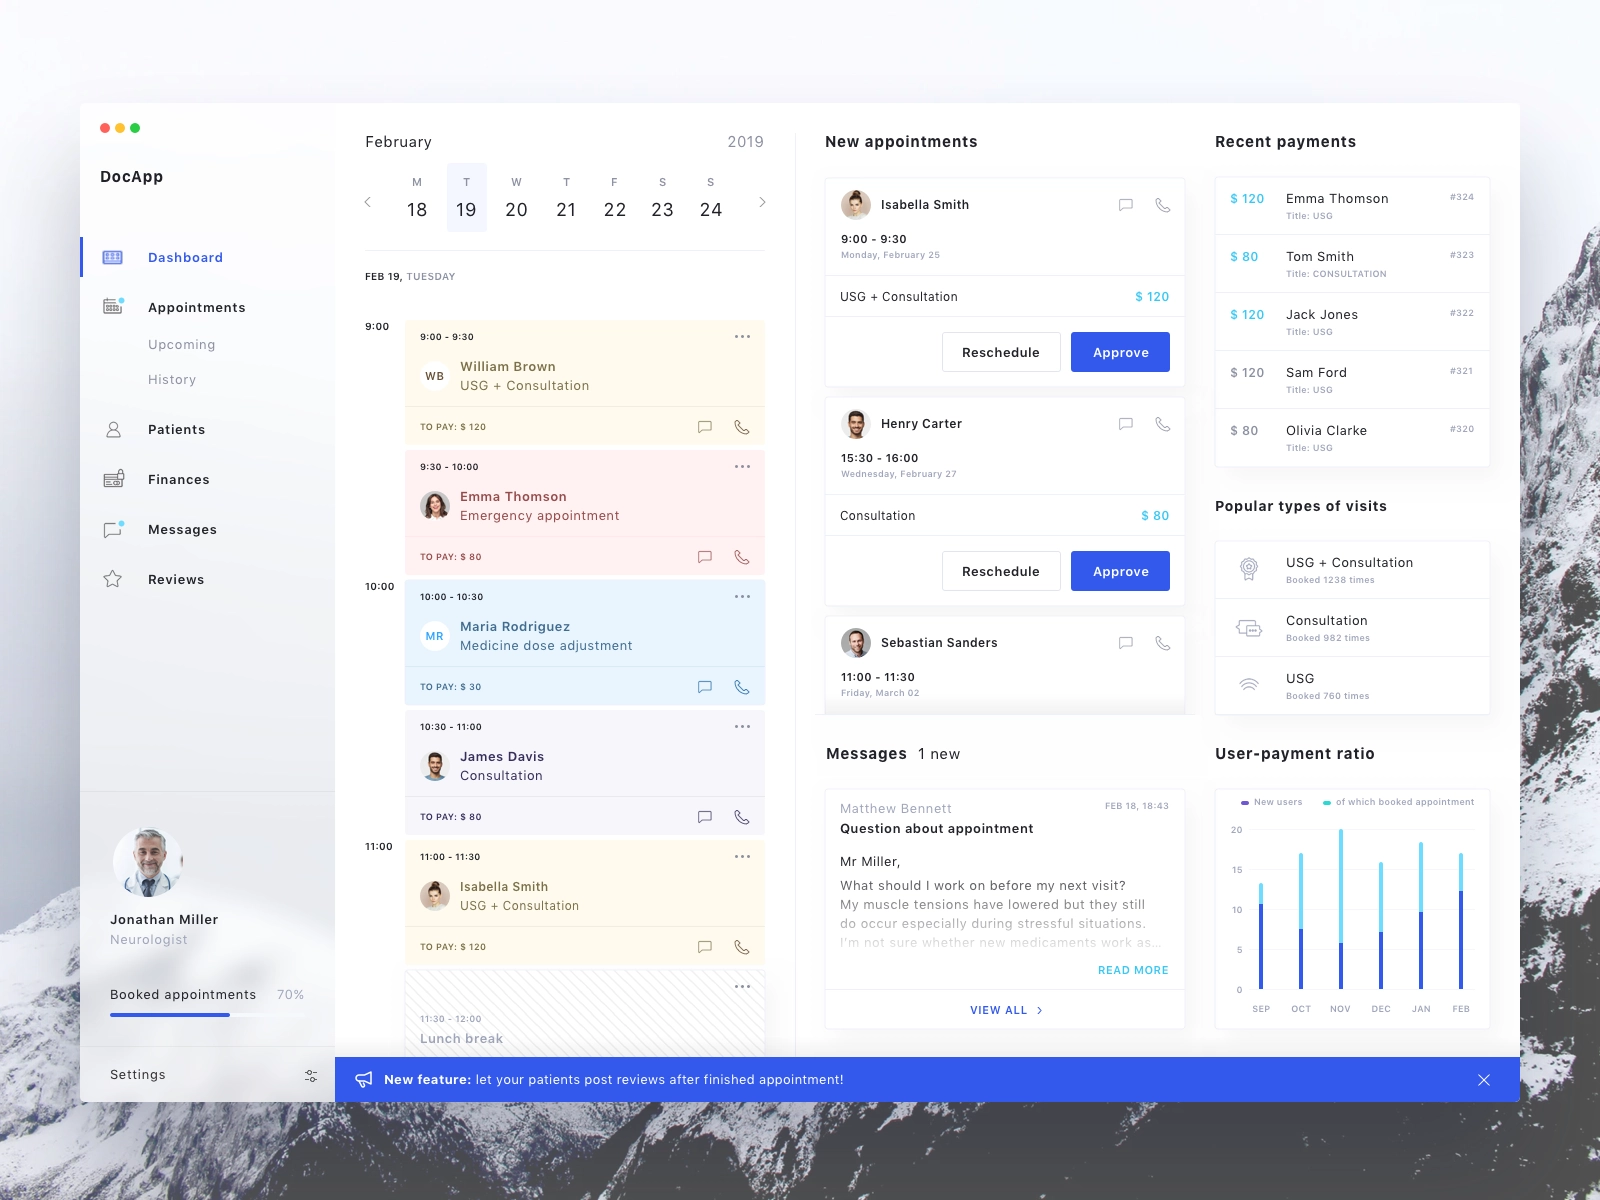 DocApp
Dashboard
Appointments
Upcoming
History
Patients
Finances
Messages
Reviews
Jonathan Miller
Neurologist
Booked appointments 70%
Settings
February 2019
M T W T F S S
18 19 20 21 22 23 24
FEB 19, TUESDAY
9:00
9:00 - 9:30
WB
William Brown
USG + Consultation
TO PAY: $ 120
9:30 - 10:00
Emma Thomson
Emergency appointment
TO PAY: $ 80
10:00
10:00 - 10:30
MR
Maria Rodriguez
Medicine dose adjustment
TO PAY: $ 30
10:30 - 11:00
James Davis
Consultation
TO PAY: $ 80
11:00
11:00 - 11:30
Isabella Smith
USG + Consultation
TO PAY: $ 120
11:30 - 12:00
Lunch break
New appointments
Isabella Smith
9:00 - 9:30
Monday, February 25
USG + Consultation $ 120
Reschedule Approve
Henry Carter
15:30 - 16:00
Wednesday, February 27
Consultation $ 80
Reschedule Approve
Sebastian Sanders
11:00 - 11:30
Friday, March 02
Messages 1 new
Matthew Bennett FEB 18, 18:43
Question about appointment
Mr Miller,
What should I work on before my next visit?
My muscle tensions have lowered but they still
do occur especially during stressful situations.
I'm not sure whether new medicaments work as...
READ MORE
VIEW ALL
Recent payments
$ 120 Emma Thomson #324
Title: USG
$ 80 Tom Smith #323
Title: CONSULTATION
$ 120 Jack Jones #322
Title: USG
$ 120 Sam Ford #321
Title: USG
$ 80 Olivia Clarke #320
Title: USG
Popular types of visits
USG + Consultation
Booked 1238 times
Consultation
Booked 982 times
USG
Booked 760 times
User-payment ratio
New users of which booked appointment
20
15
10
5
0
SEP OCT NOV DEC JAN FEB
New feature: let your patients post reviews after finished appointment!